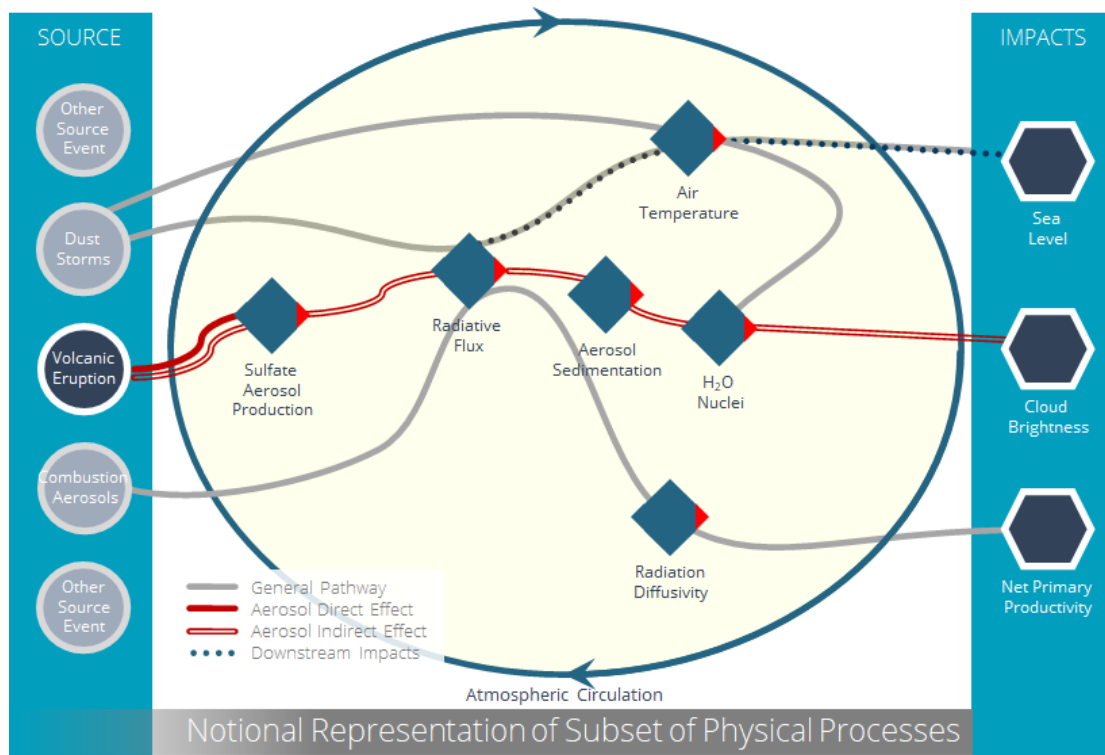 SOURCE
IMPACTS
Other
Source
Event
Dust
Storms
Volcanic
Eruption
Combustion
Aerosols
Other
Source
Event
Sulfate
Aerosol
Production
Radiative
Flux
Air
Temperature
Aerosol
Sedimentation
H₂O
Nuclei
Radiation
Diffusivity
Sea
Level
Cloud
Brightness
Net Primary
Productivity
General Pathway
Aerosol Direct Effect
Aerosol Indirect Effect
Downstream Impacts
Atmospheric Circulation
Notional Representation of Subset of Physical Processes